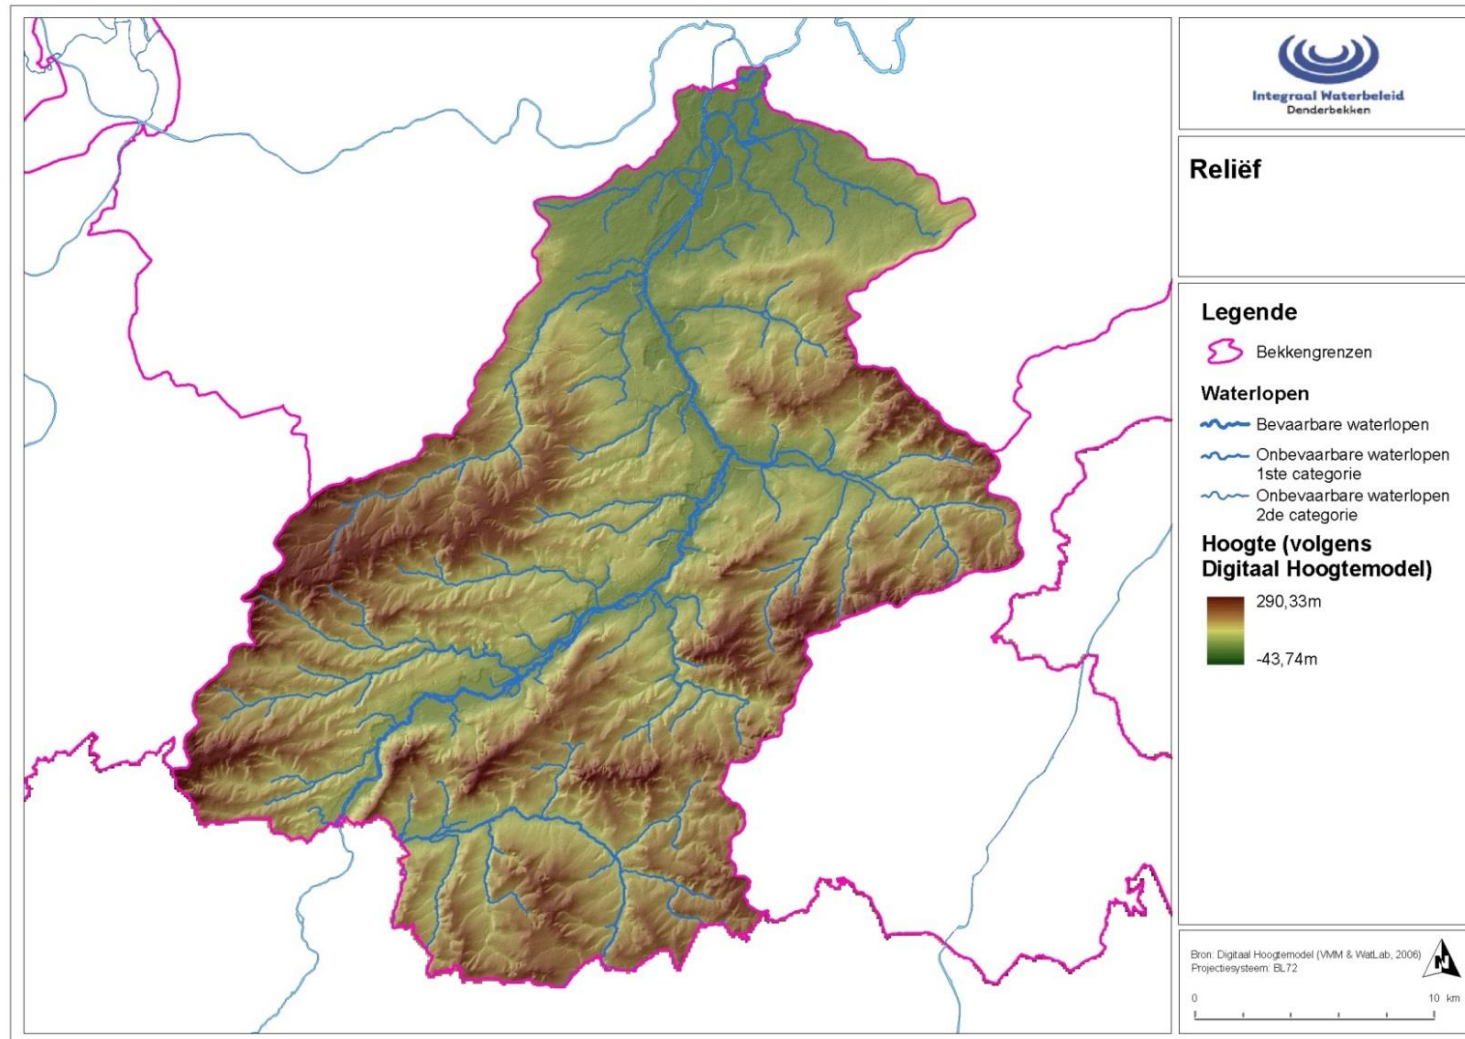 Integraal Waterbeleid
Denderbekken
Reliëf
Legende
Bekkengrenzen
Waterlopen
Bevaarbare waterlopen
Onbevaarbare waterlopen
1ste categorie
Onbevaarbare waterlopen
2de categorie
Hoogte (volgens
Digitaal Hoogtemodel)
290,33m
-43,74m
Bron: Digitaal Hoogtemodel (VMM & WatLab, 2006)
Projectiesysteem: BL72
N
0 10 km